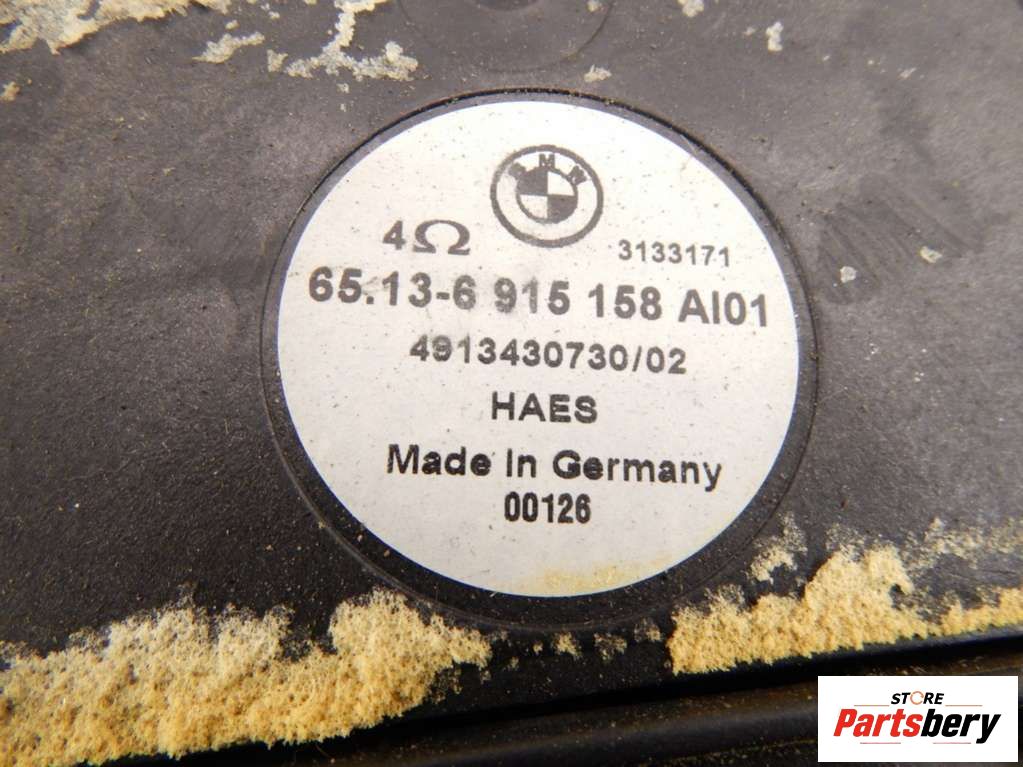 BMW
4Ω
3133171
65.13-6 915 158 AI01
4913430730/02
HAES
Made In Germany
00126
STORE
Partsbery